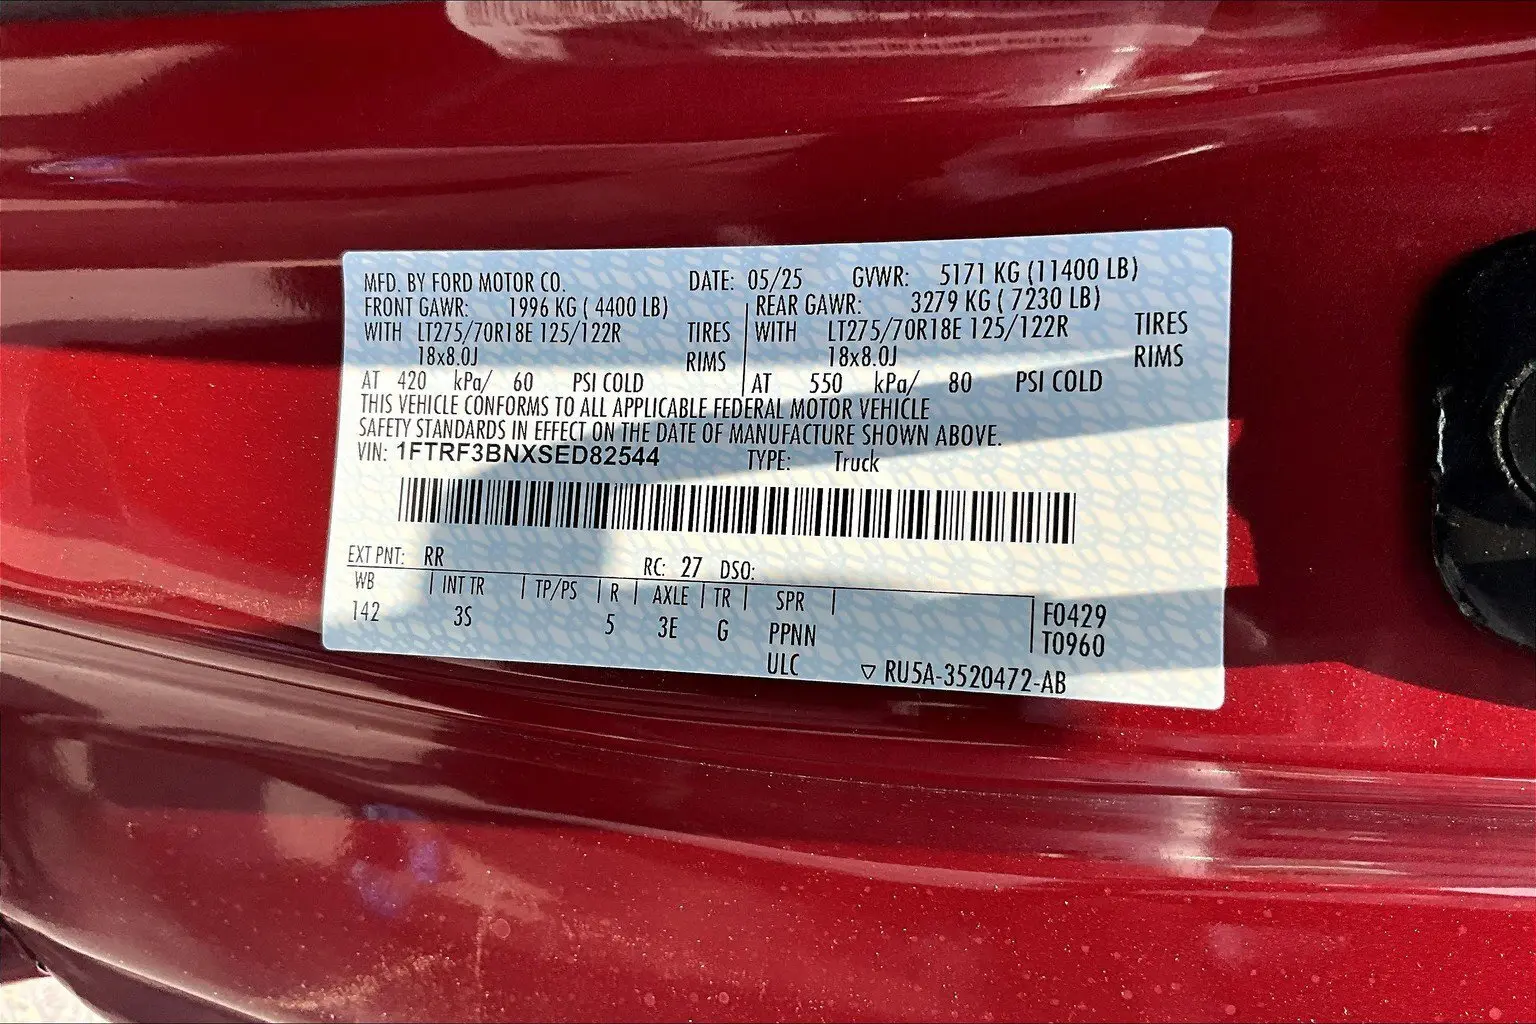 MFD. BY FORD MOTOR CO. DATE: 05/25 GVWR: 5171 KG (11400 LB)
FRONT GAWR: 1996 KG ( 4400 LB) REAR GAWR: 3279 KG ( 7230 LB)
WITH LT275/70R18E 125/122R TIRES WITH LT275/70R18E 125/122R TIRES
18x8.0J RIMS 18x8.0J RIMS
AT 420 kPa/ 60 PSI COLD AT 550 kPa/ 80 PSI COLD
THIS VEHICLE CONFORMS TO ALL APPLICABLE FEDERAL MOTOR VEHICLE
SAFETY STANDARDS IN EFFECT ON THE DATE OF MANUFACTURE SHOWN ABOVE.
VIN: 1FTRF3BNXSED82544 TYPE: Truck
EXT PNT: RR RC: 27 DSO:
WB INT TR TP/PS R AXLE TR SPR
142 3S 5 3E G PPNN F0429
ULC T0960
▽ RU5A-3520472-AB